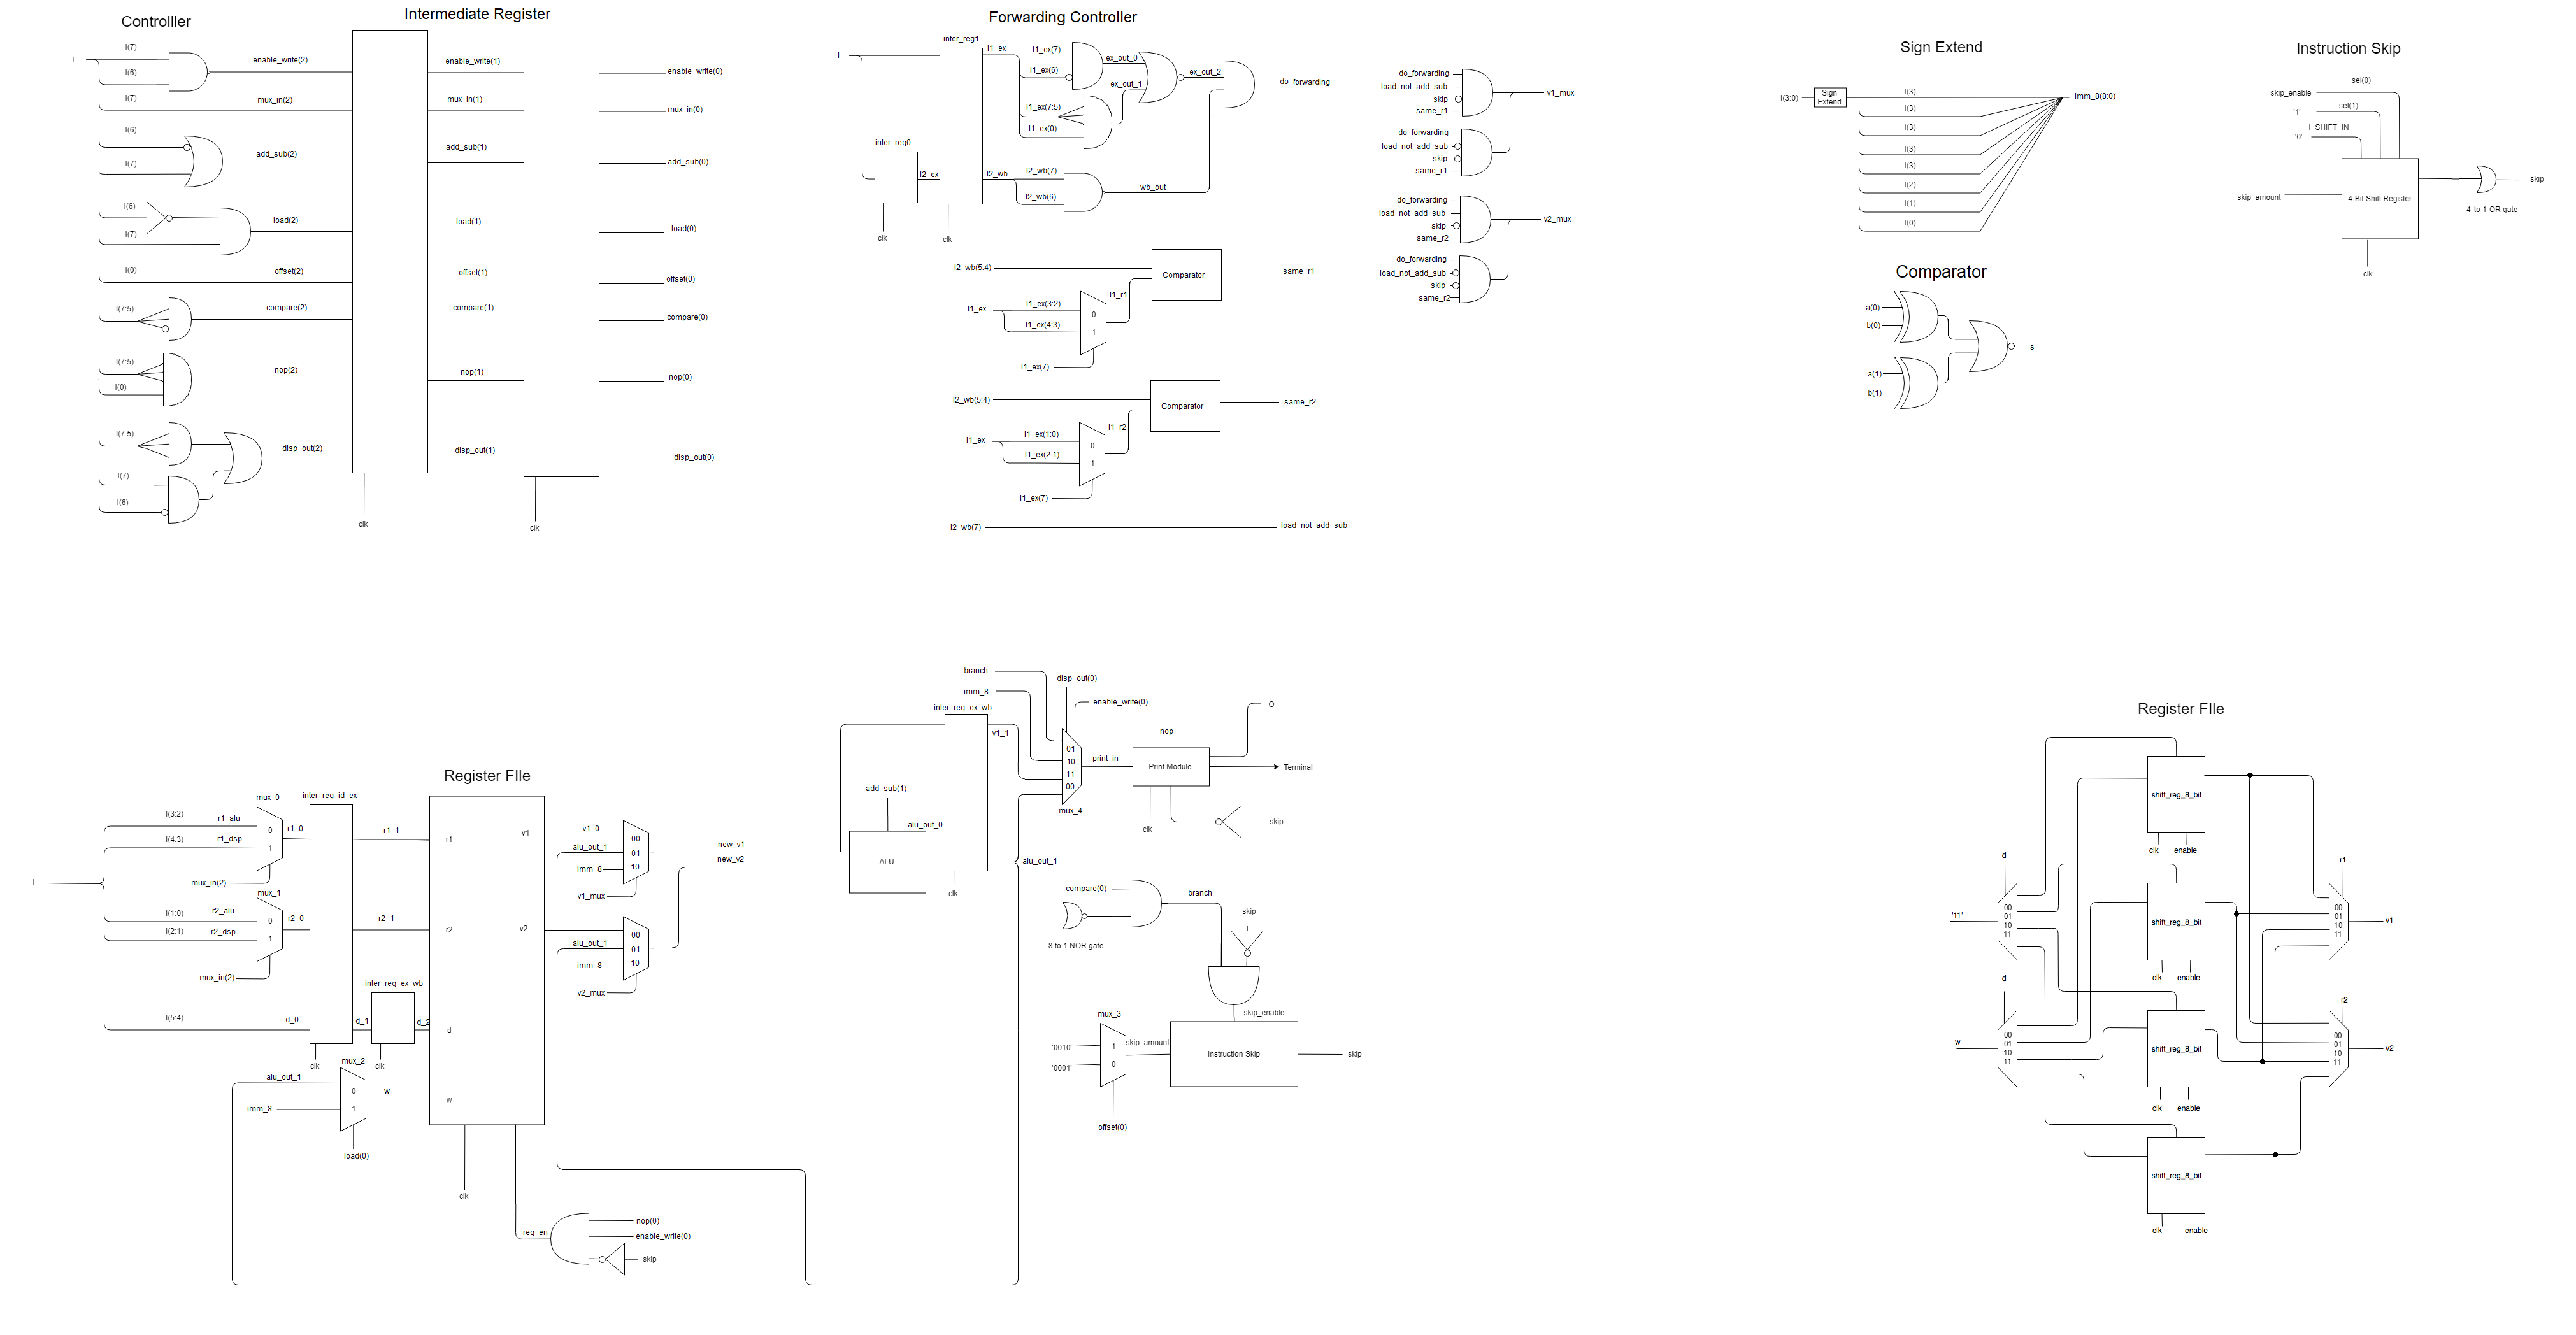 Controlller
I
I(7)
I(6)
enable_write(2)
I(7)
mux_in(2)
I(6)
I(7)
add_sub(2)
I(6)
I(7)
load(2)
I(0)
offset(2)
I(7:5)
compare(2)
I(7:5)
I(0)
nop(2)
I(7:5)
I(7)
I(6)
disp_out(2)
Intermediate Register
enable_write(1)
mux_in(1)
add_sub(1)
load(1)
offset(1)
compare(1)
nop(1)
disp_out(1)
clk
clk
enable_write(0)
mux_in(0)
add_sub(0)
load(0)
offset(0)
compare(0)
nop(0)
disp_out(0)
Forwarding Controller
I
inter_reg1
inter_reg0
clk
clk
I2_ex
I1_ex
I1_ex(7)
I1_ex(6)
ex_out_0
ex_out_1
I1_ex(7:5)
I1_ex(0)
ex_out_2
do_forwarding
I2_wb
I2_wb(7)
I2_wb(6)
wb_out
I2_wb(5:4)
Comparator
same_r1
I1_ex
I1_ex(3:2)
I1_ex(4:3)
0
1
I1_r1
I1_ex(7)
I2_wb(5:4)
Comparator
same_r2
I1_ex
I1_ex(1:0)
I1_ex(2:1)
0
1
I1_r2
I1_ex(7)
I2_wb(7)
load_not_add_sub
do_forwarding
load_not_add_sub
skip
same_r1
v1_mux
do_forwarding
load_not_add_sub
skip
same_r1
do_forwarding
load_not_add_sub
skip
same_r2
v2_mux
do_forwarding
load_not_add_sub
skip
same_r2
Sign Extend
I(3:0)
Sign
Extend
I(3)
I(3)
I(3)
I(3)
I(3)
I(2)
I(1)
I(0)
imm_8(8:0)
Comparator
a(0)
b(0)
a(1)
b(1)
s
Instruction Skip
sel(0)
skip_enable
sel(1)
'1'
I_SHIFT_IN
'0'
skip_amount
4-Bit Shift Register
clk
skip
4 to 1 OR gate
Register FIle
I
I(3:2)
r1_alu
I(4:3)
r1_dsp
mux_0
0
1
r1_0
mux_in(2)
mux_1
I(1:0)
r2_alu
I(2:1)
r2_dsp
0
1
r2_0
mux_in(2)
I(5:4)
d_0
inter_reg_id_ex
clk
r1_1
r2_1
inter_reg_ex_wb
d_1
d_2
clk
mux_2
alu_out_1
imm_8
0
1
w
load(0)
r1
r2
d
w
v1
v2
clk
v1_0
alu_out_1
imm_8
00
01
10
v1_mux
alu_out_1
imm_8
00
01
10
v2_mux
new_v1
new_v2
reg_en
nop(0)
enable_write(0)
skip
add_sub(1)
ALU
alu_out_0
inter_reg_ex_wb
clk
v1_1
alu_out_1
branch
imm_8
disp_out(0)
enable_write(0)
01
10
11
00
mux_4
print_in
nop
Print Module
clk
skip
O
Terminal
compare(0)
8 to 1 NOR gate
branch
skip
skip_enable
mux_3
'0010'
'0001'
1
0
skip_amount
offset(0)
Instruction Skip
skip
Register FIle
d
'11'
00
01
10
11
d
w
00
01
10
11
shift_reg_8_bit
clk
enable
shift_reg_8_bit
clk
enable
shift_reg_8_bit
clk
enable
shift_reg_8_bit
clk
enable
r1
00
01
10
11
v1
r2
00
01
10
11
v2